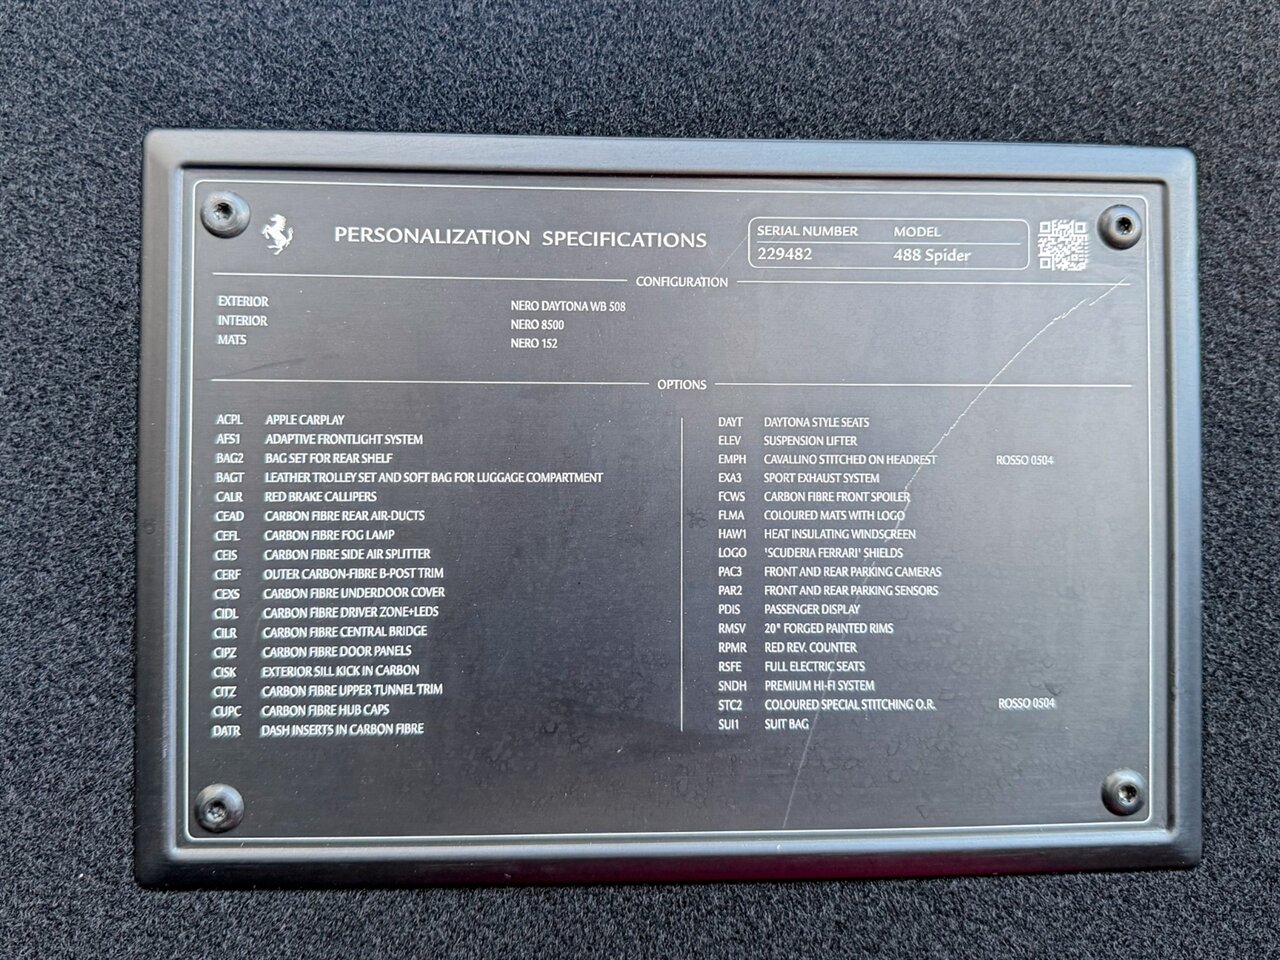 PERSONALIZATION SPECIFICATIONS
SERIAL NUMBER MODEL
229482 488 Spider
CONFIGURATION
EXTERIOR NERO DAYTONA WB 508
INTERIOR NERO 8500
MATS NERO 152
OPTIONS
ACPL APPLE CARPLAY
AFS1 ADAPTIVE FRONTLIGHT SYSTEM
BAG2 BAG SET FOR REAR SHELF
BAGT LEATHER TROLLEY SET AND SOFT BAG FOR LUGGAGE COMPARTMENT
CALR RED BRAKE CALLIPERS
CEAD CARBON FIBRE REAR AIR-DUCTS
CEFL CARBON FIBRE FOG LAMP
CEIS CARBON FIBRE SIDE AIR SPLITTER
CERF OUTER CARBON-FIBRE B-POST TRIM
CEXS CARBON FIBRE UNDERDOOR COVER
CIDL CARBON FIBRE DRIVER ZONE+LEDS
CILR CARBON FIBRE CENTRAL BRIDGE
CIPZ CARBON FIBRE DOOR PANELS
CISK EXTERIOR SILL KICK IN CARBON
CITZ CARBON FIBRE UPPER TUNNEL TRIM
CUPC CARBON FIBRE HUB CAPS
DATR DASH INSERTS IN CARBON FIBRE
DAYT DAYTONA STYLE SEATS
ELEV SUSPENSION LIFTER
EMPH CAVALLINO STITCHED ON HEADREST ROSSO 0504
EXA3 SPORT EXHAUST SYSTEM
FCWS CARBON FIBRE FRONT SPOILER
FLMA COLOURED MATS WITH LOGO
HAW1 HEAT INSULATING WINDSCREEN
LOGO 'SCUDERIA FERRARI' SHIELDS
PAC3 FRONT AND REAR PARKING CAMERAS
PAR2 FRONT AND REAR PARKING SENSORS
PDIS PASSENGER DISPLAY
RMSV 20" FORGED PAINTED RIMS
RPMR RED REV. COUNTER
RSFE FULL ELECTRIC SEATS
SNDH PREMIUM HI-FI SYSTEM
STC2 COLOURED SPECIAL STITCHING O.R. ROSSO 0504
SUI1 SUIT BAG